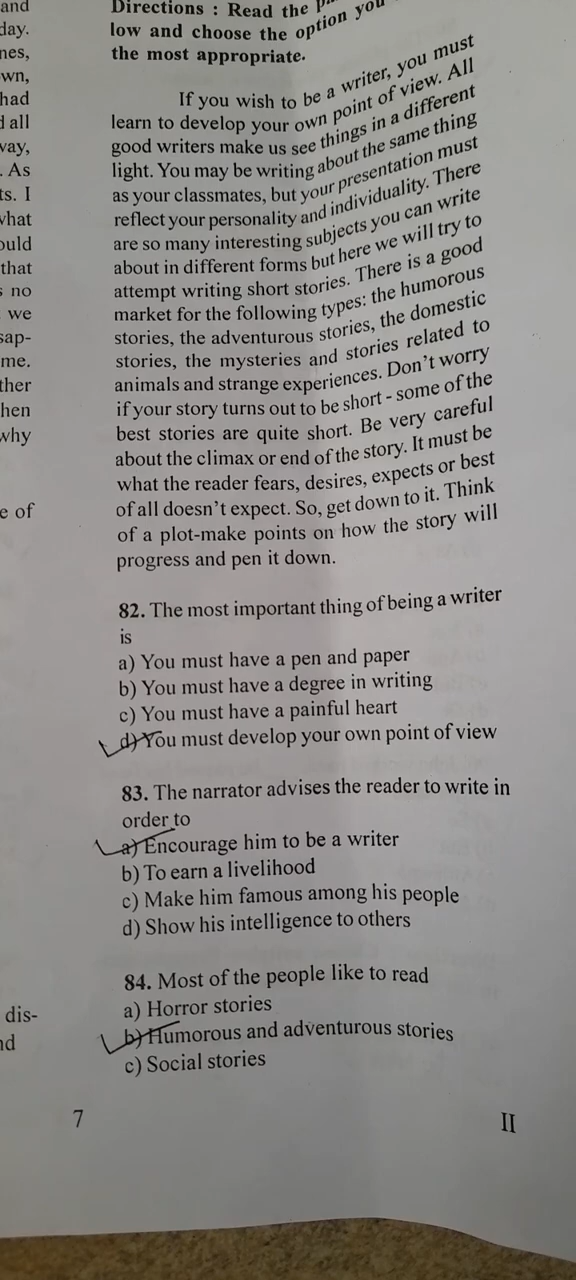 and
day.
nes,
wn,
had
d all
vay,
. As
ts. I
vhat
ould
that
s no
we
sap-
me.
ther
hen
why
e of
dis-
nd
Directions : Read the
low and choose the option you
the most appropriate.
If you wish to be a writer, you must
learn to develop your own point of view. All
good writers make us see things in a different
light. You may be writing about the same thing
as your classmates, but your presentation must
reflect your personality and individuality. There
are so many interesting subjects you can write
about in different forms but here we will try to
attempt writing short stories. There is a good
market for the following types: the humorous
stories, the adventurous stories, the domestic
stories, the mysteries and stories related to
animals and strange experiences. Don't worry
if your story turns out to be short - some of the
best stories are quite short. Be very careful
about the climax or end of the story. It must be
what the reader fears, desires, expects or best
of all doesn't expect. So, get down to it. Think
of a plot-make points on how the story will
progress and pen it down.
82. The most important thing of being a writer
is
a) You must have a pen and paper
b) You must have a degree in writing
c) You must have a painful heart
d) You must develop your own point of view
83. The narrator advises the reader to write in
order to
a) Encourage him to be a writer
b) To earn a livelihood
c) Make him famous among his people
d) Show his intelligence to others
84. Most of the people like to read
a) Horror stories
b) Humorous and adventurous stories
c) Social stories
7
II